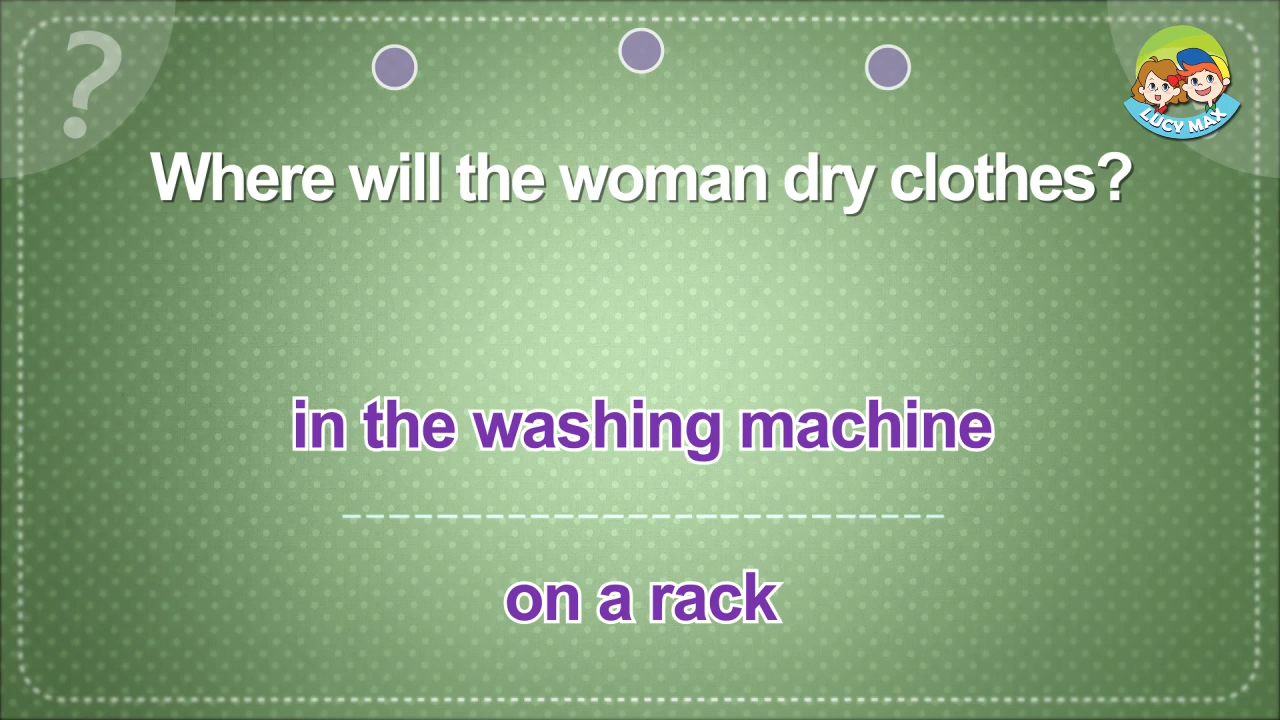 ?
LUCY MAX
Where will the woman dry clothes?
in the washing machine
on a rack